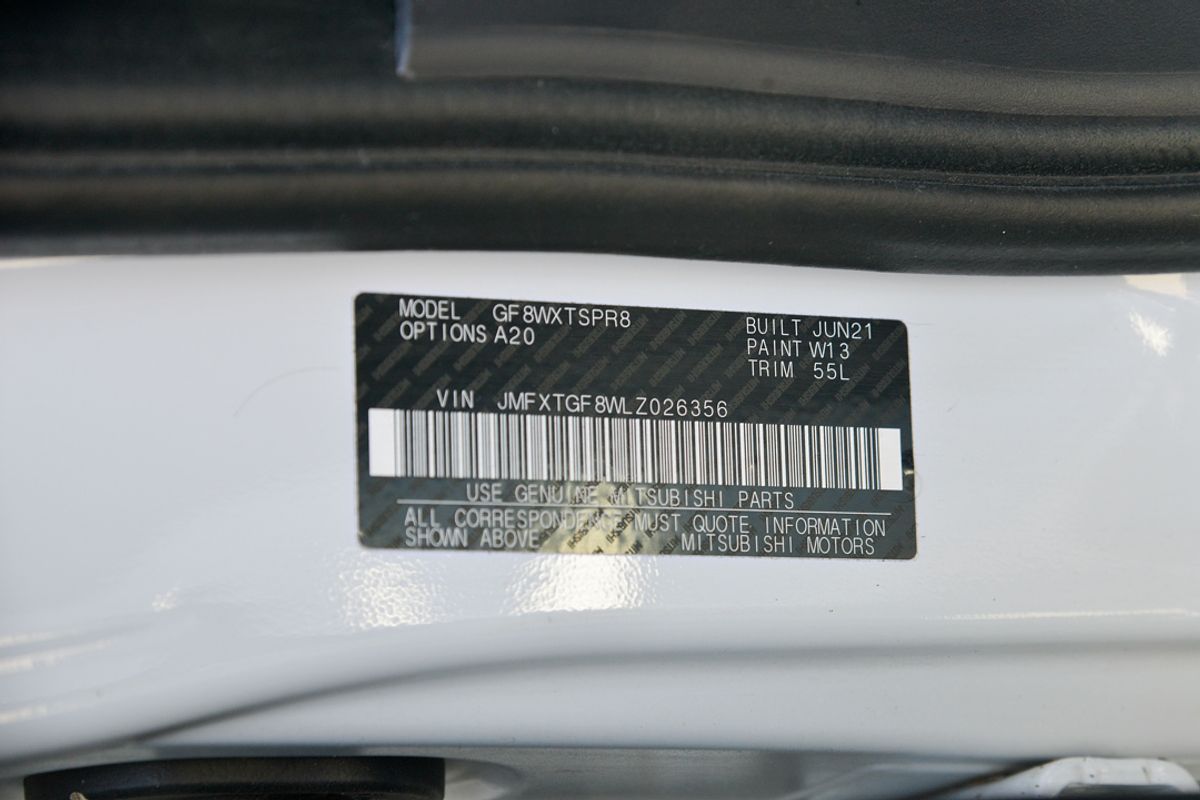 MODEL GF8WXTSPR8
OPTIONS A20
BUILT JUN21
PAINT W13
TRIM 55L
VIN JMFXTGF8WLZ026356
USE GENUINE MITSUBISHI PARTS
ALL CORRESPONDENCE MUST QUOTE INFORMATION
SHOWN ABOVE MITSUBISHI MOTORS